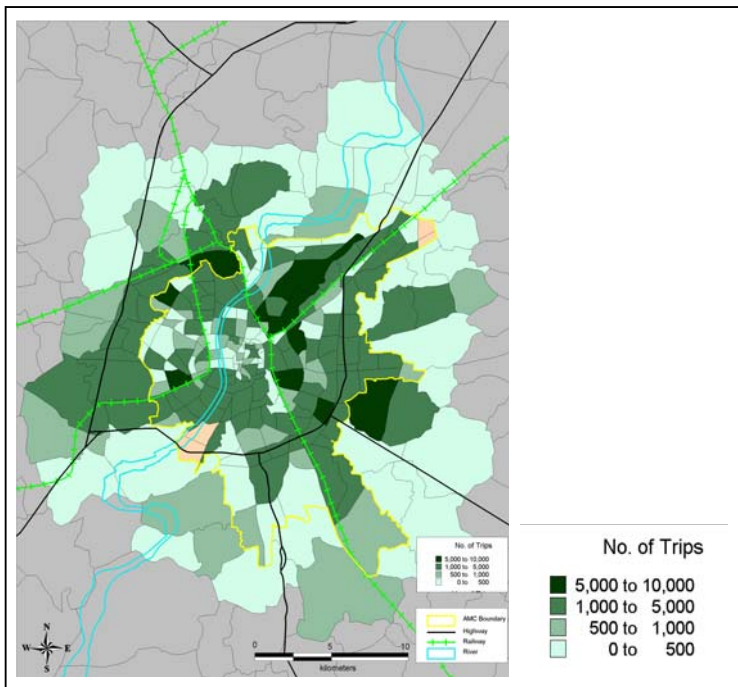 No. of Trips
5,000 to 10,000
1,000 to 5,000
500 to 1,000
0 to 500
AMC Boundary
Highway
Railway
River
N
W E
S
0 5 10
kilometers
No. of Trips
5,000 to 10,000
1,000 to 5,000
500 to 1,000
0 to 500